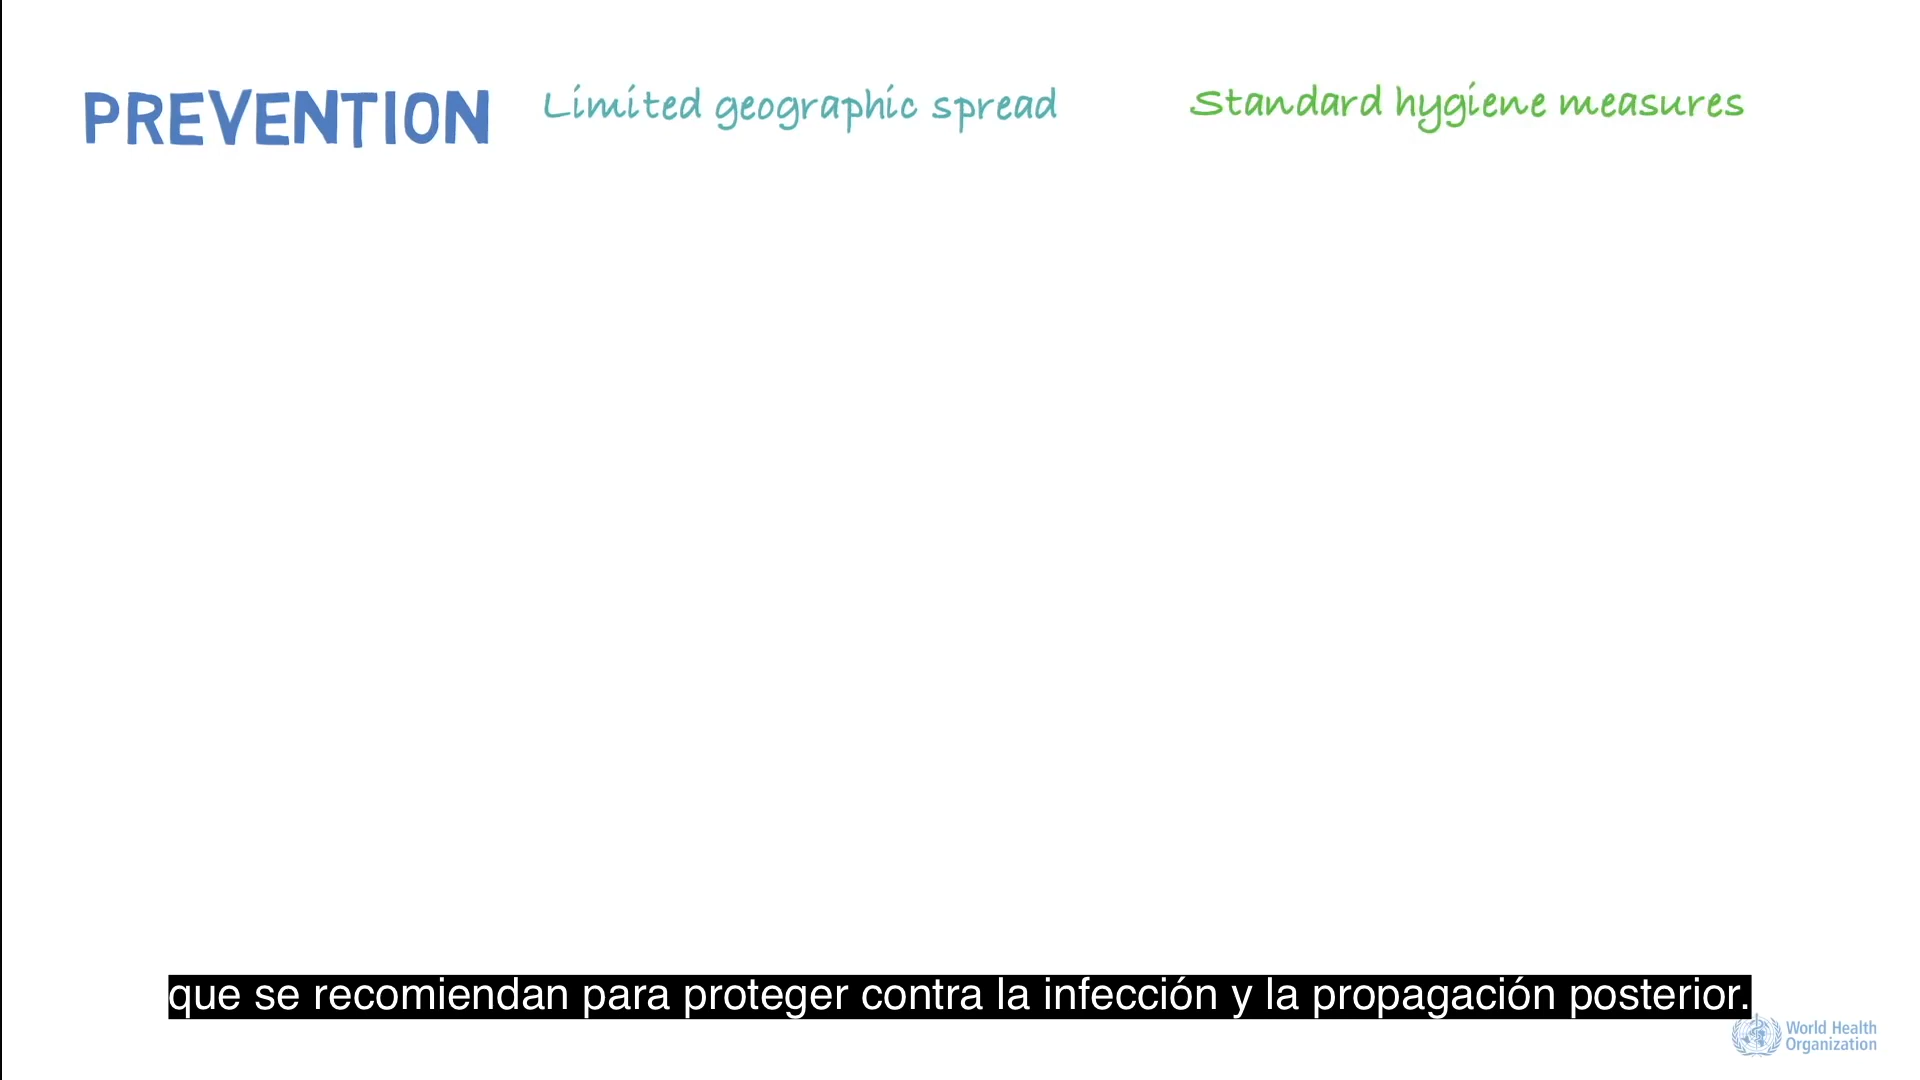 PREVENTION
Limited geographic spread
Standard hygiene measures
que se recomiendan para proteger contra la infección y la propagación posterior.
World Health
Organization